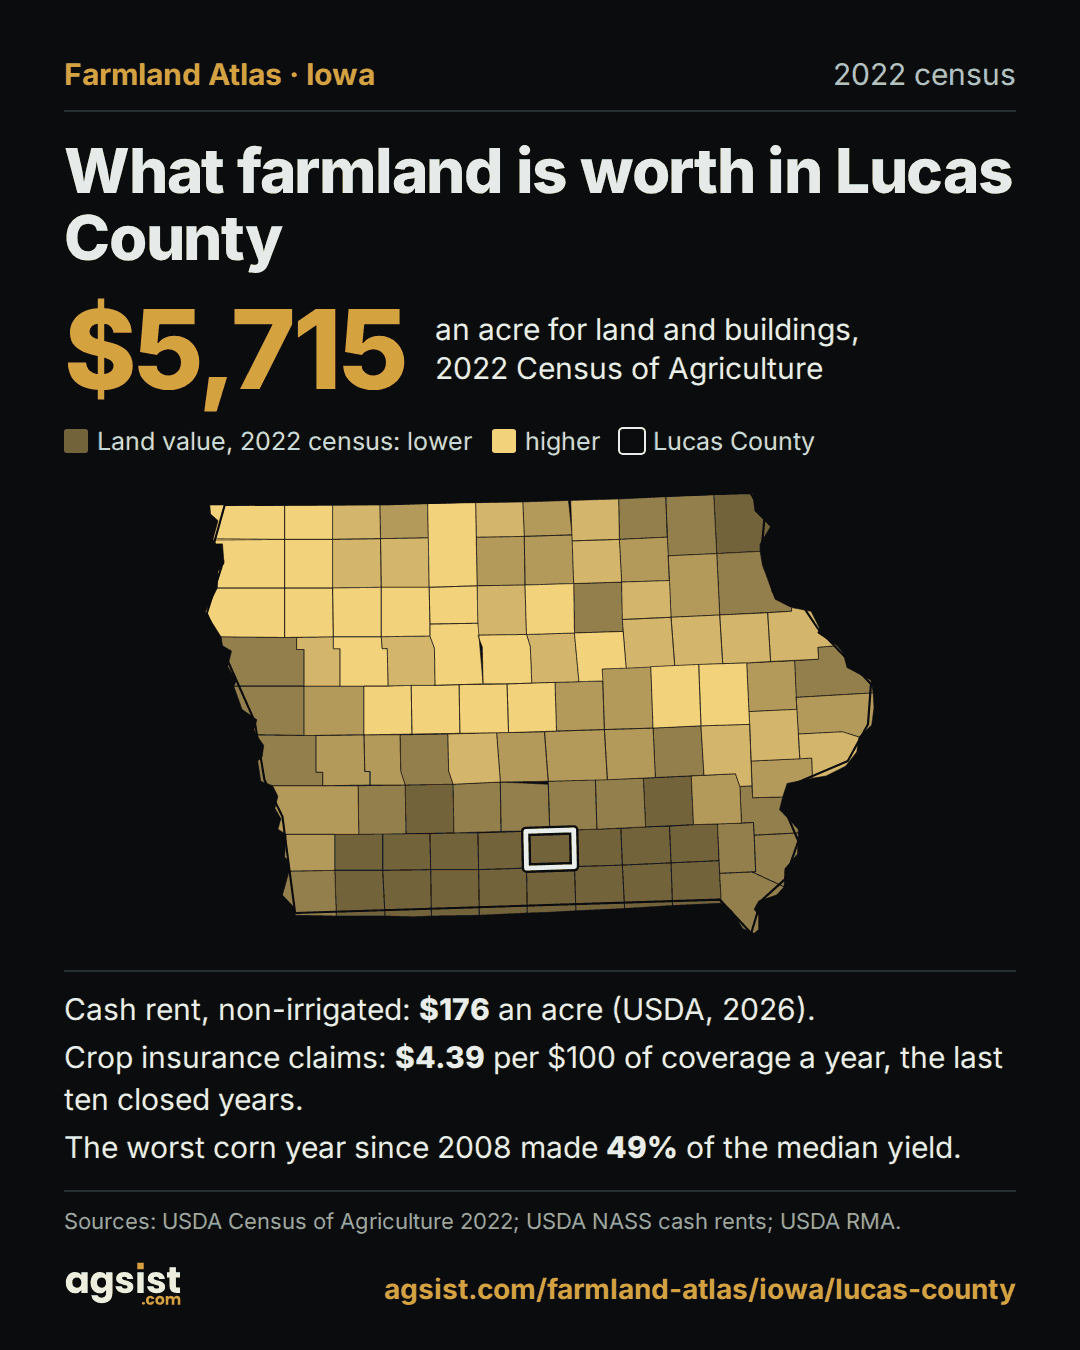 Farmland Atlas · Iowa
2022 census
What farmland is worth in Lucas
County
$5,715
an acre for land and buildings,
2022 Census of Agriculture
Land value, 2022 census: lower
higher
Lucas County
Cash rent, non-irrigated: $176 an acre (USDA, 2026).
Crop insurance claims: $4.39 per $100 of coverage a year, the last
ten closed years.
The worst corn year since 2008 made 49% of the median yield.
Sources: USDA Census of Agriculture 2022; USDA NASS cash rents; USDA RMA.
agsist
.com
agsist.com/farmland-atlas/iowa/lucas-county